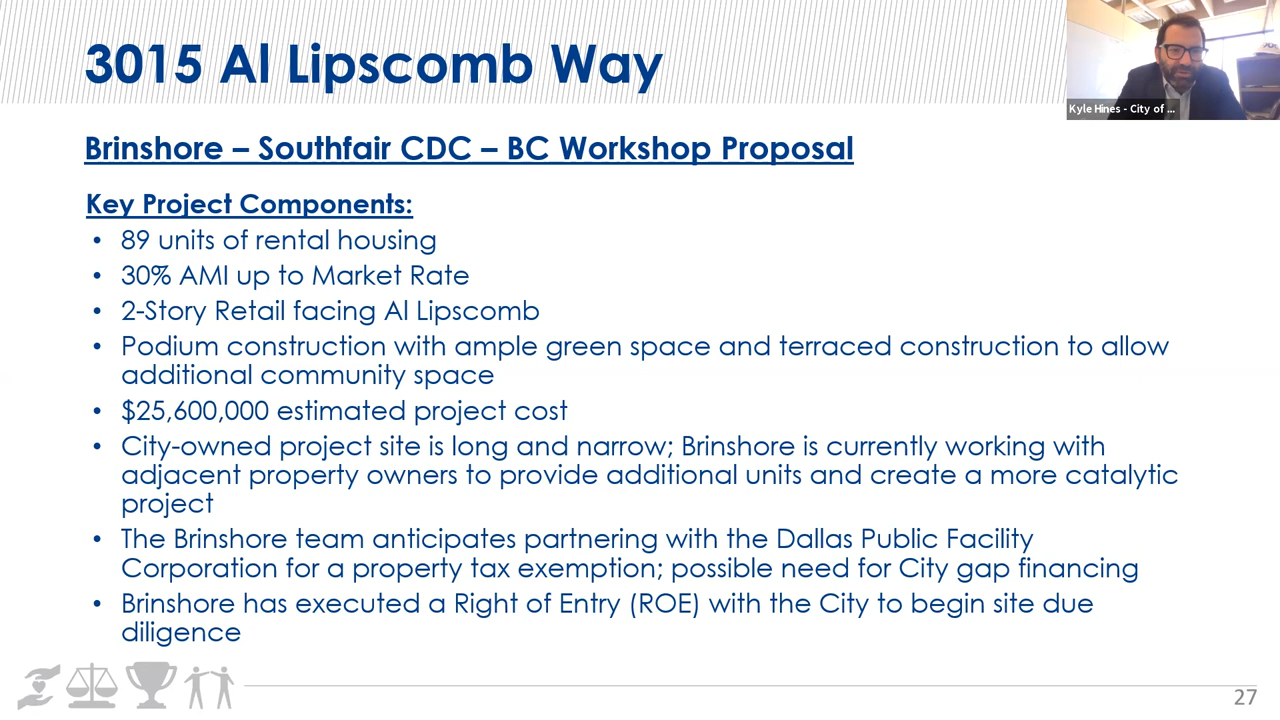 3015 Al Lipscomb Way
Kyle Hines - City of ...
Brinshore – Southfair CDC – BC Workshop Proposal
Key Project Components:
• 89 units of rental housing
• 30% AMI up to Market Rate
• 2-Story Retail facing Al Lipscomb
• Podium construction with ample green space and terraced construction to allow
additional community space
• $25,600,000 estimated project cost
• City-owned project site is long and narrow; Brinshore is currently working with
adjacent property owners to provide additional units and create a more catalytic
project
• The Brinshore team anticipates partnering with the Dallas Public Facility
Corporation for a property tax exemption; possible need for City gap financing
• Brinshore has executed a Right of Entry (ROE) with the City to begin site due
diligence
27